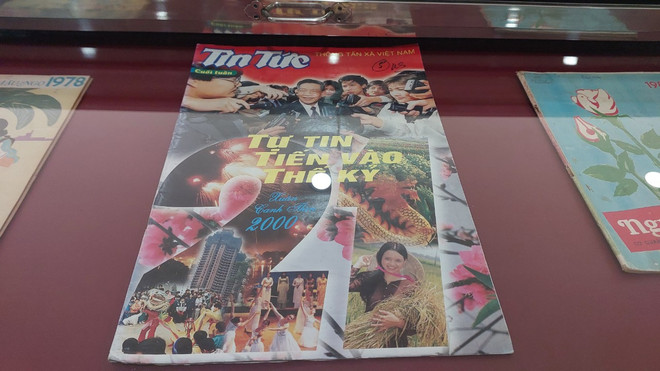 Tin Tức
THÔNG TẤN XÃ VIỆT NAM
Cuối tuần
TỰ TIN
TIẾN VÀO
THẾ KỶ
21
Xuân
Canh
2000
1978